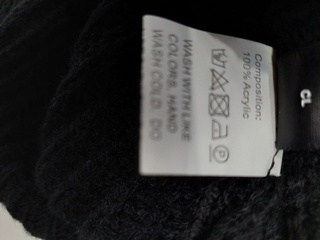 CL
Composition:
100% Acrylic
WASH WITH LIKE
COLORS. HAND
WASH COLD. DO